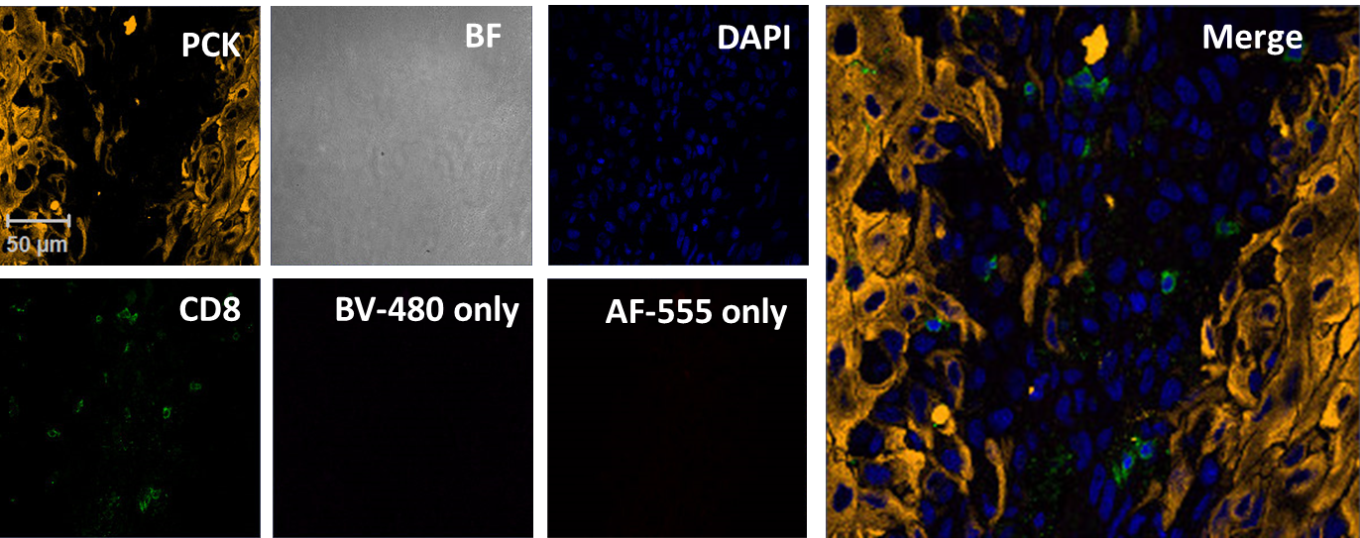 PCK
BF
DAPI
Merge
50 μm
CD8
BV-480 only
AF-555 only